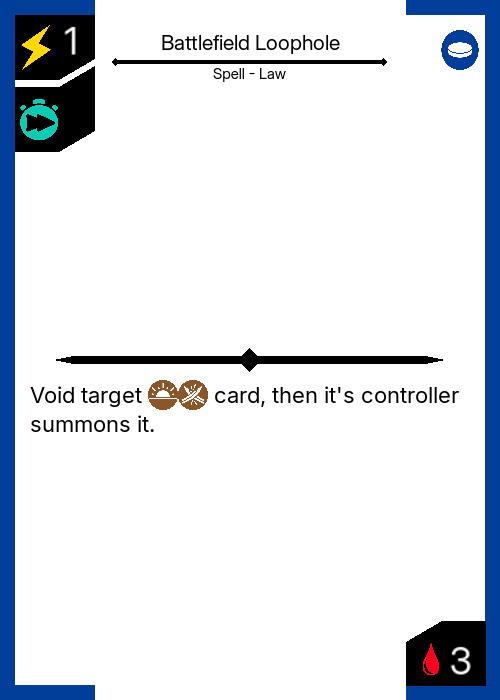 1
Battlefield Loophole
Spell - Law
Void target card, then it's controller
summons it.
3